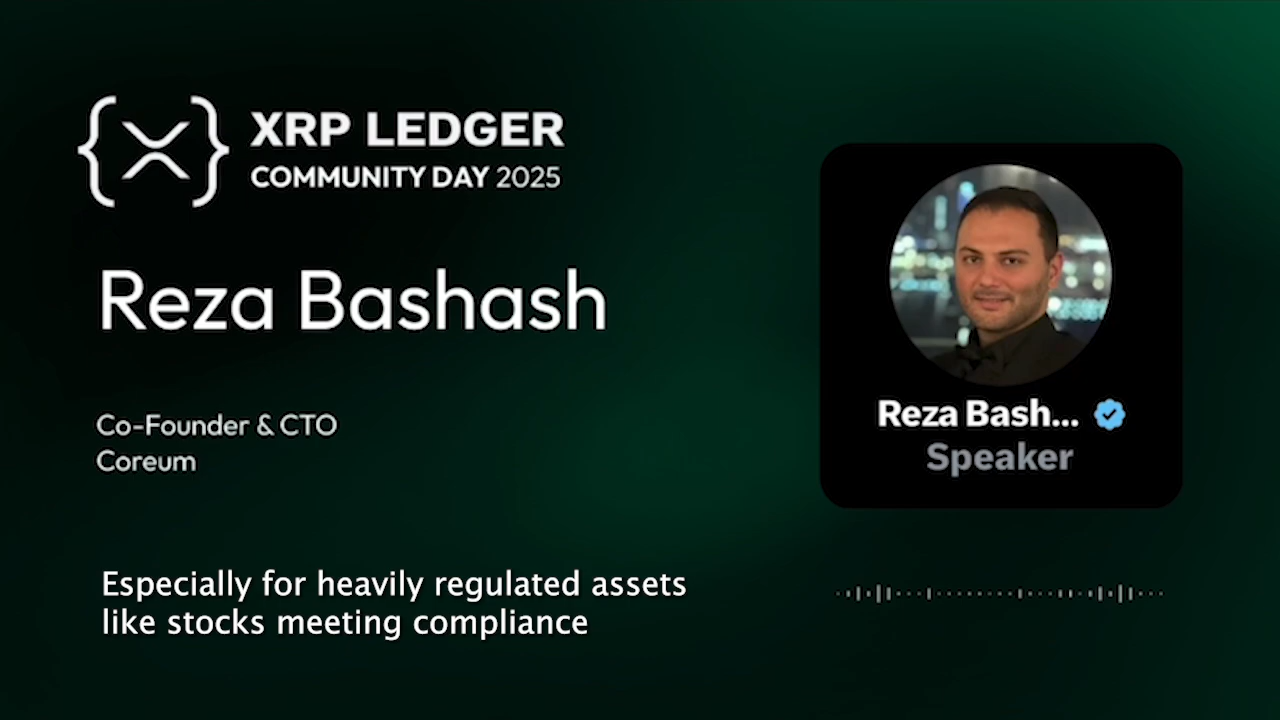 XRP LEDGER
COMMUNITY DAY 2025
Reza Bashash
Co-Founder & CTO
Coreum
Reza Bash...
Speaker
Especially for heavily regulated assets
like stocks meeting compliance